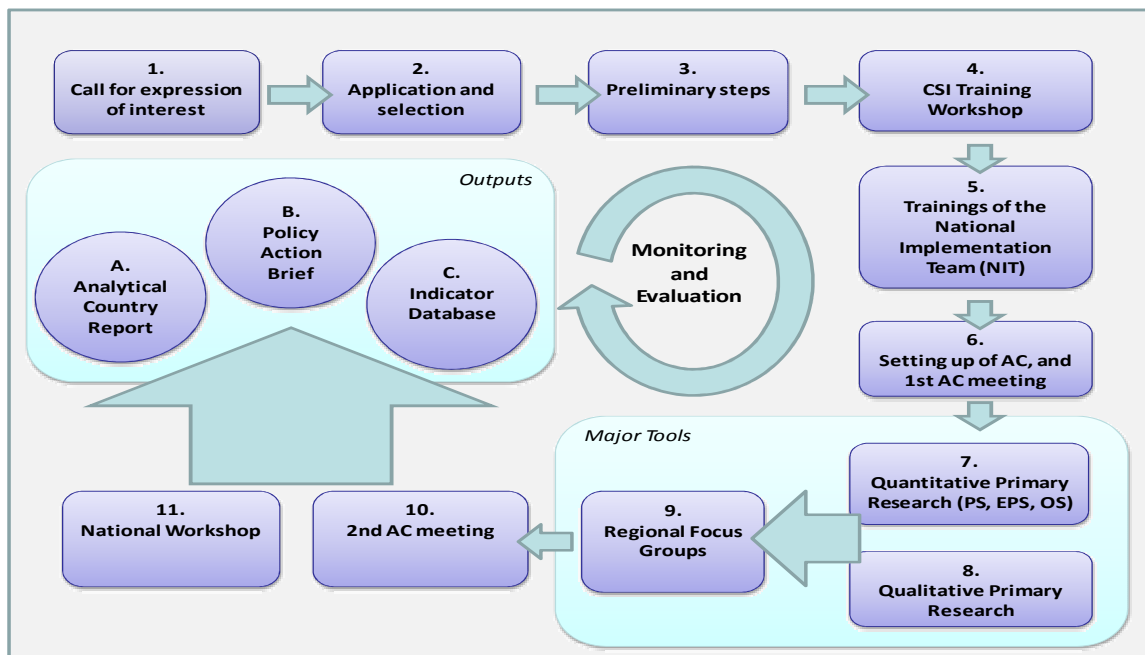 1.
Call for expression
of interest
2.
Application and
selection
3.
Preliminary steps
4.
CSI Training
Workshop
5.
Trainings of the
National
Implementation
Team (NIT)
6.
Setting up of AC, and
1st AC meeting
Major Tools
7.
Quantitative Primary
Research (PS, EPS, OS)
8.
Qualitative Primary
Research
9.
Regional Focus
Groups
10.
2nd AC meeting
11.
National Workshop
Outputs
A.
Analytical
Country
Report
B.
Policy
Action
Brief
C.
Indicator
Database
Monitoring
and
Evaluation